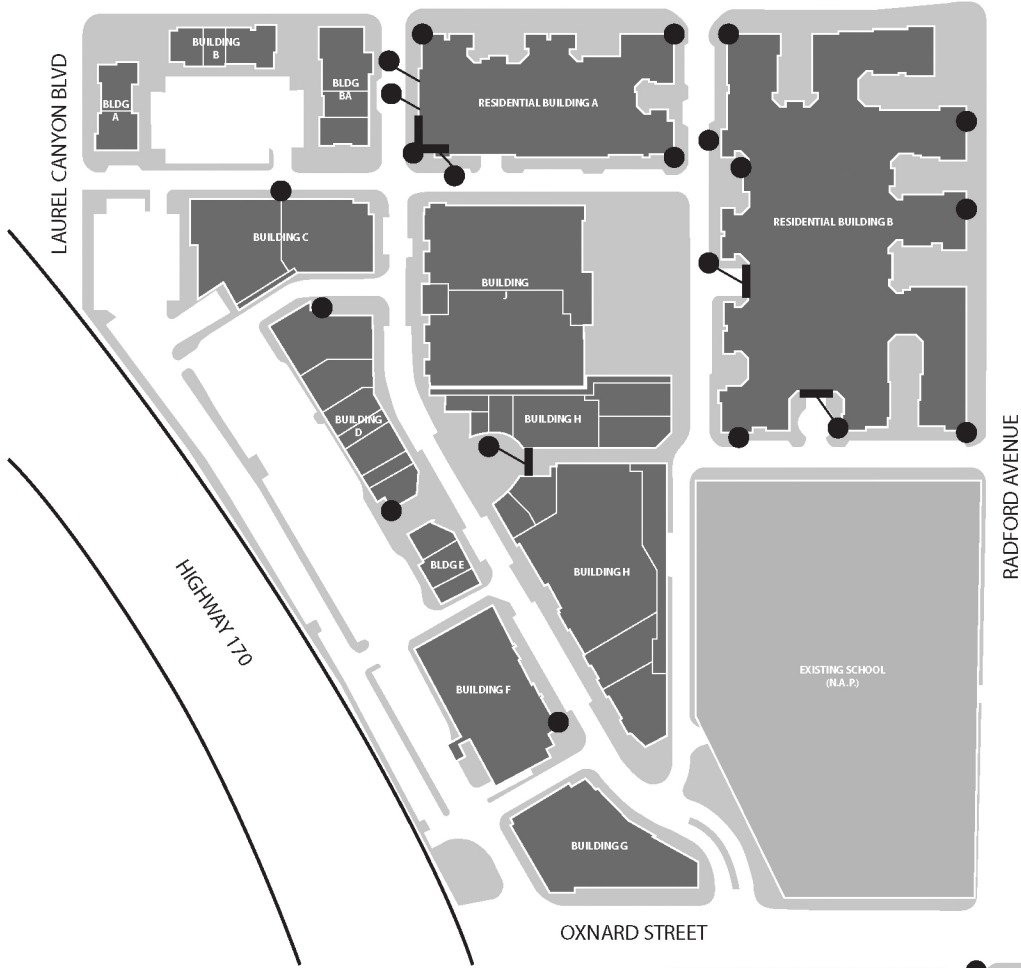 LAUREL CANYON BLVD
BUILDING
B
BLDG
A
BLDG
BA
RESIDENTIAL BUILDING A
RESIDENTIAL BUILDING B
BUILDING C
BUILDING
J
BUILDING
D
BUILDING H
BLDG E
BUILDING H
HIGHWAY 170
BUILDING F
EXISTING SCHOOL
(N.A.P.)
RADFORD AVENUE
BUILDING G
OXNARD STREET